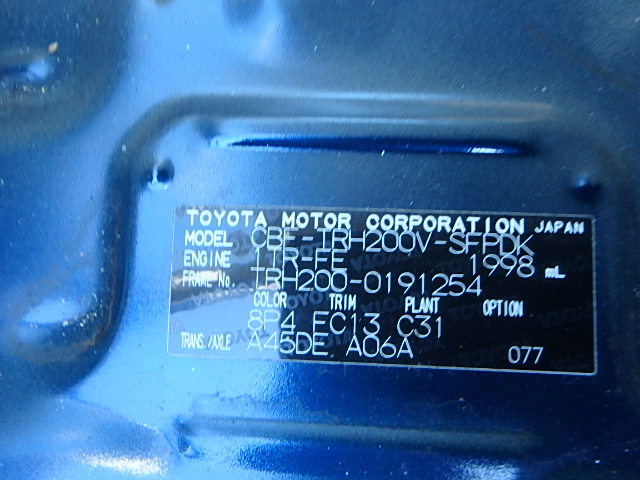 TOYOTA MOTOR CORPORATION JAPAN
MODEL CBF-TRH200V-SFPDK
ENGINE 1TR-FE 1998 mL
FRAME No. TRH200-0191254
COLOR TRIM PLANT OPTION
8P4 FC13 C31
TRANS./AXLE A45DE A06A
077